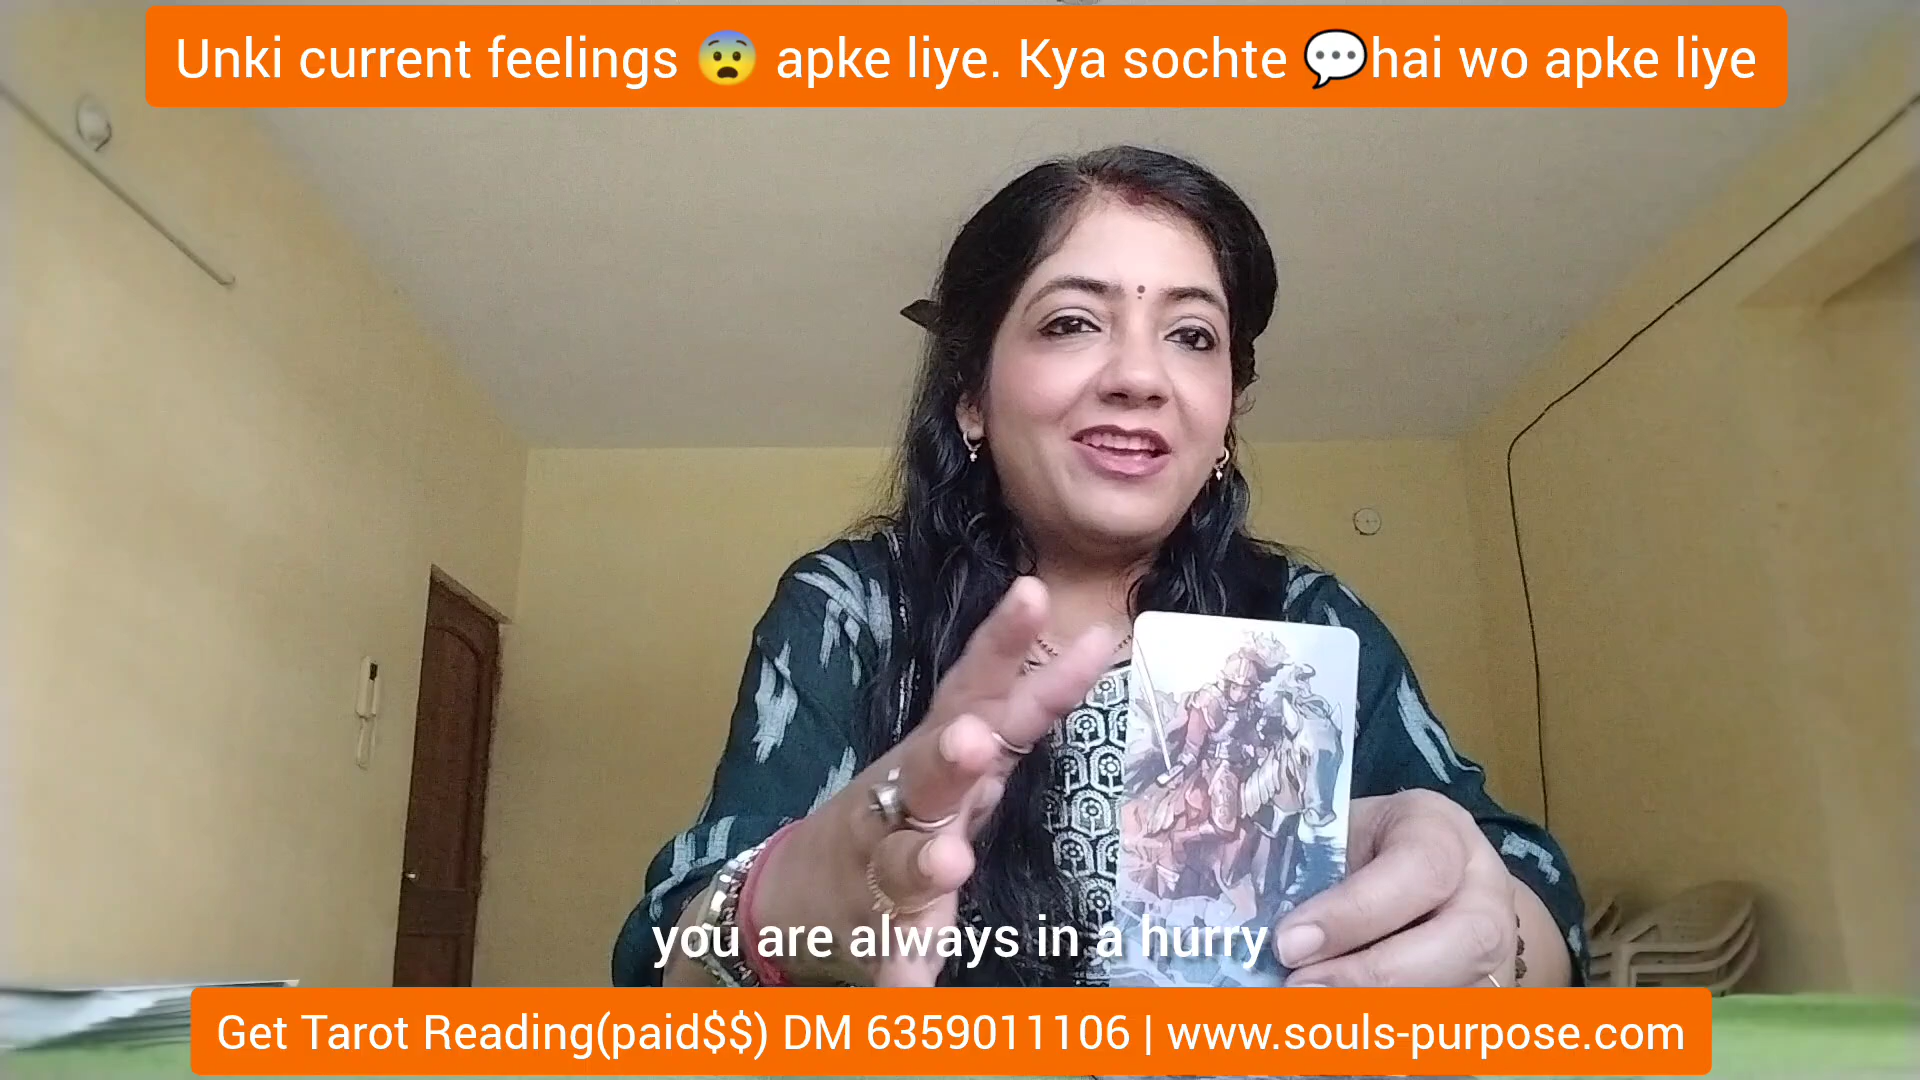 Unki current feelings 😨 apke liye. Kya sochte 💬hai wo apke liye
you are always in a hurry
Get Tarot Reading(paid$$) DM 6359011106 | www.souls-purpose.com